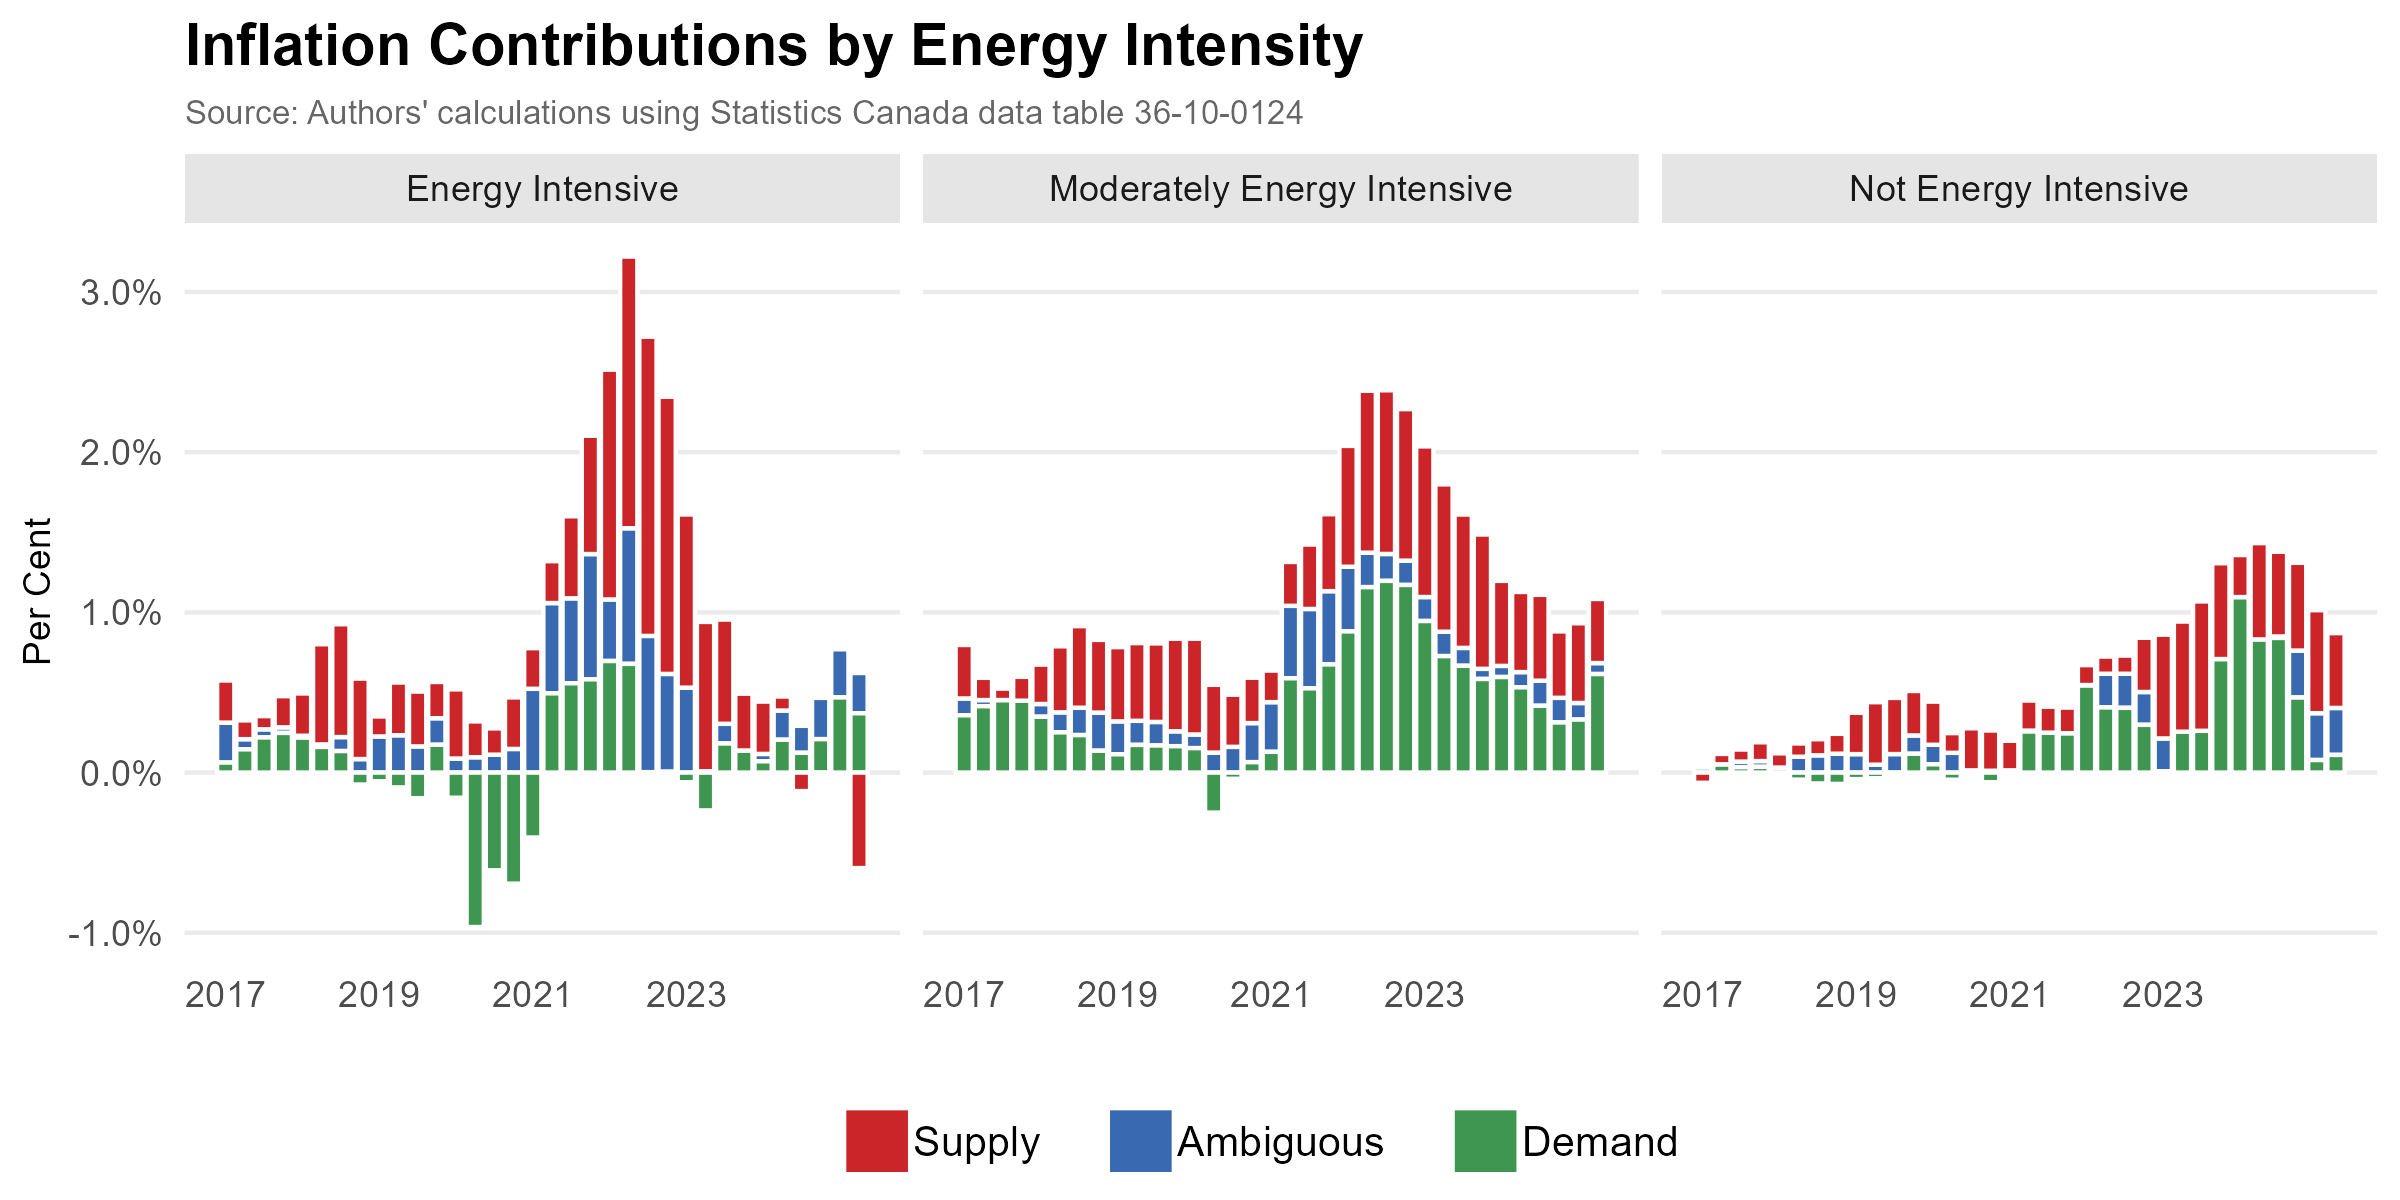 Inflation Contributions by Energy Intensity
Source: Authors' calculations using Statistics Canada data table 36-10-0124
Energy Intensive
Moderately Energy Intensive
Not Energy Intensive
Per Cent
3.0%
2.0%
1.0%
0.0%
-1.0%
2017 2019 2021 2023
2017 2019 2021 2023
2017 2019 2021 2023
Supply
Ambiguous
Demand